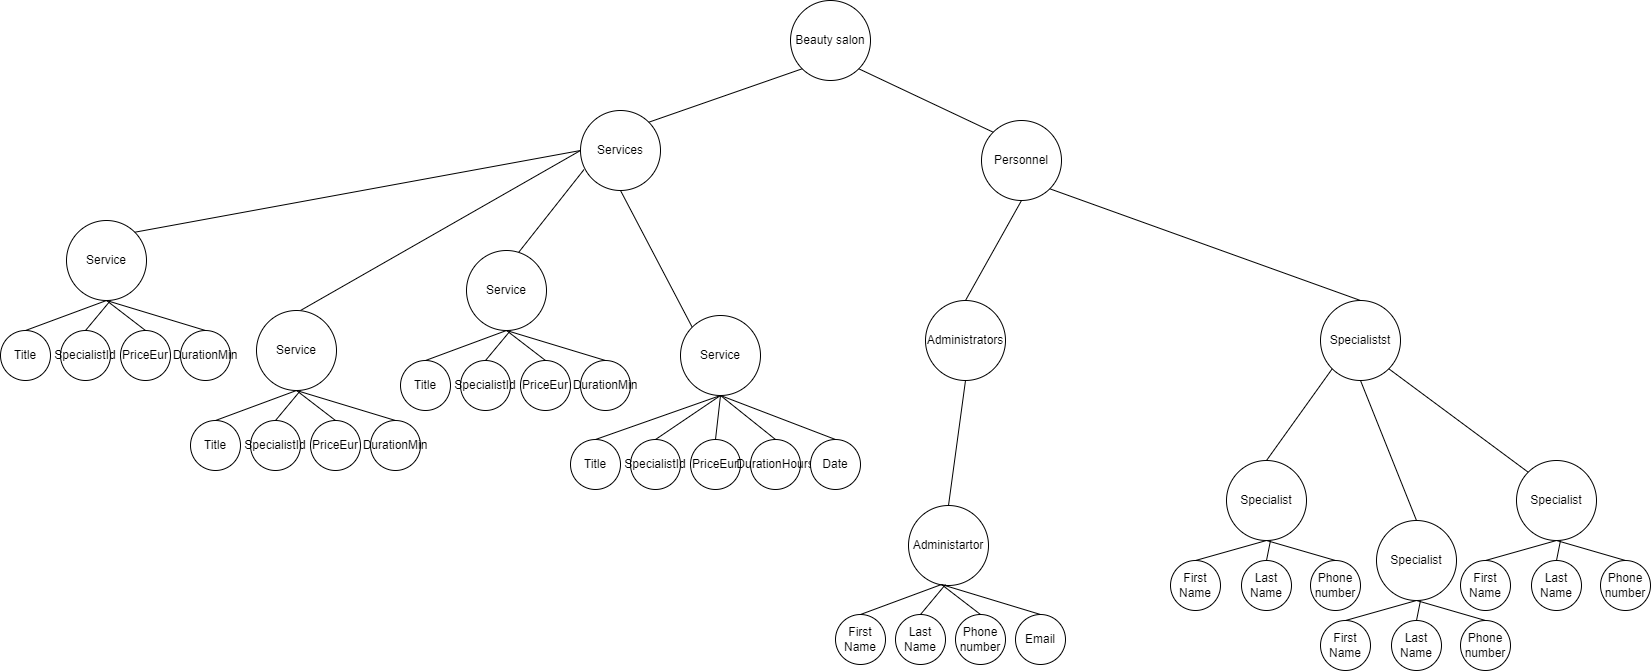 Beauty salon
Services
Personnel
Service
Service
Service
Service
Administrators
Specialistst
Title
SpecialistId
PriceEur
DurationMin
Title
SpecialistId
PriceEur
DurationMin
Title
SpecialistId
PriceEur
DurationMin
Title
SpecialistId
PriceEur
DurationHours
Date
Administartor
Specialist
Specialist
Specialist
First
Name
Last
Name
Phone
number
Email
First
Name
Last
Name
Phone
number
First
Name
Last
Name
Phone
number
First
Name
Last
Name
Phone
number